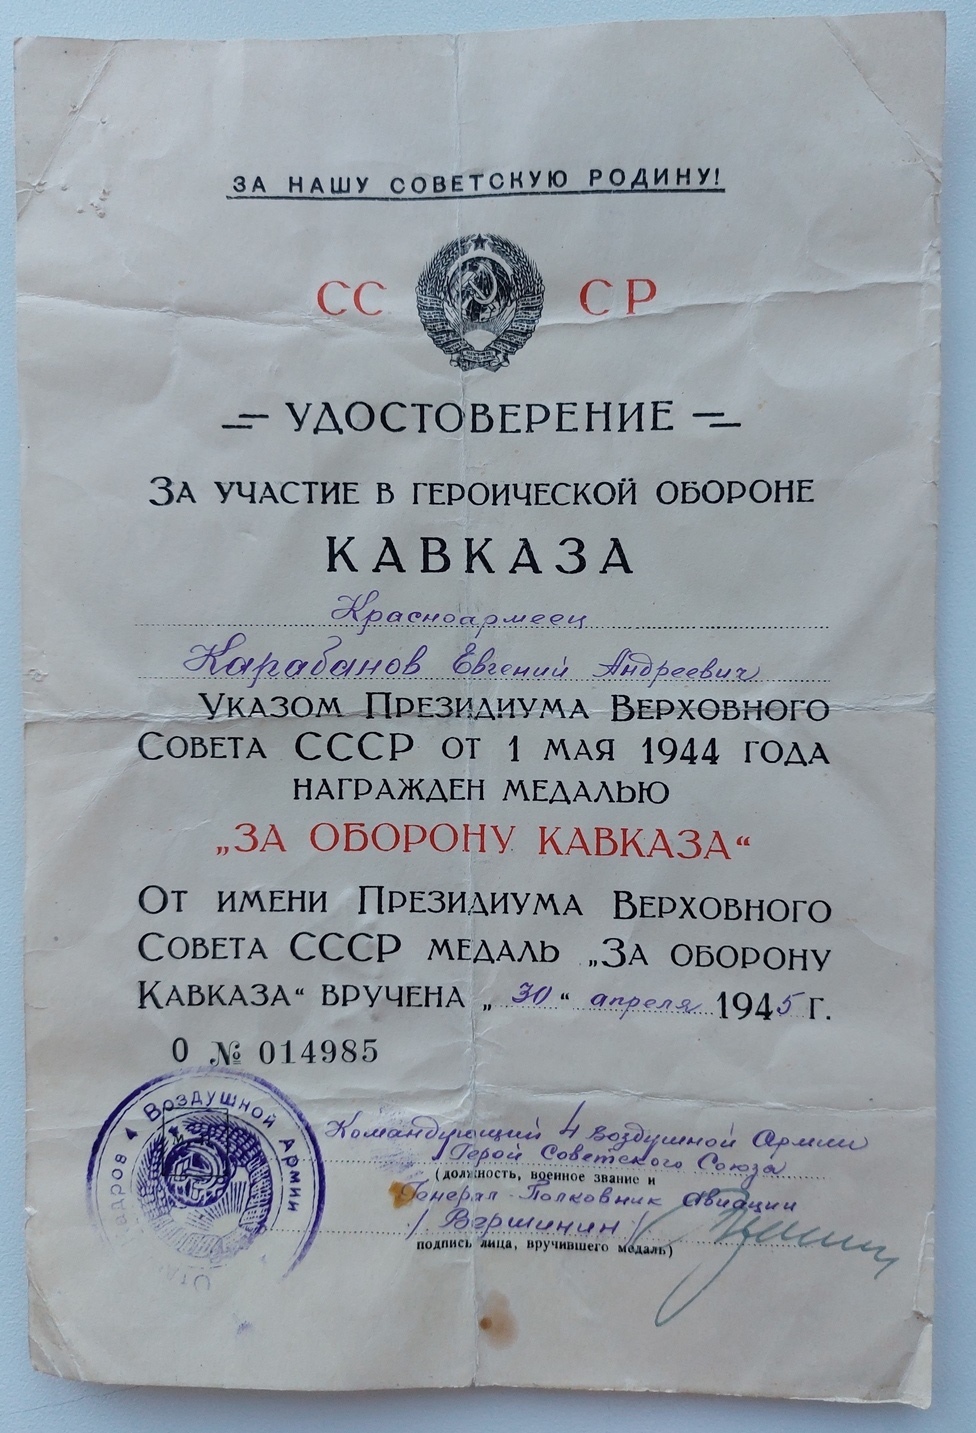 ЗА НАШУ СОВЕТСКУЮ РОДИНУ!
СС СР
УДОСТОВЕРЕНИЕ
ЗА УЧАСТИЕ В ГЕРОИЧЕСКОЙ ОБОРОНЕ
КАВКАЗА
Красноармеец
Карабанов Евгений Андреевич
УКАЗОМ ПРЕЗИДИУМА ВЕРХОВНОГО
СОВЕТА СССР ОТ 1 МАЯ 1944 ГОДА
НАГРАЖДЕН МЕДАЛЬЮ
„ЗА ОБОРОНУ КАВКАЗА“
ОТ ИМЕНИ ПРЕЗИДИУМА ВЕРХОВНОГО
СОВЕТА СССР МЕДАЛЬ „ЗА ОБОРОНУ
КАВКАЗА“ ВРУЧЕНА „30“ апреля 1945 Г.
О № 014985
4 Воздушной Армии
Командующий 4 воздушной Армии
Герой Советского Союза
(должность, военное звание и
Генерал-Полковник Авиации
/Вершинин/
подпись лица, вручившего медаль)